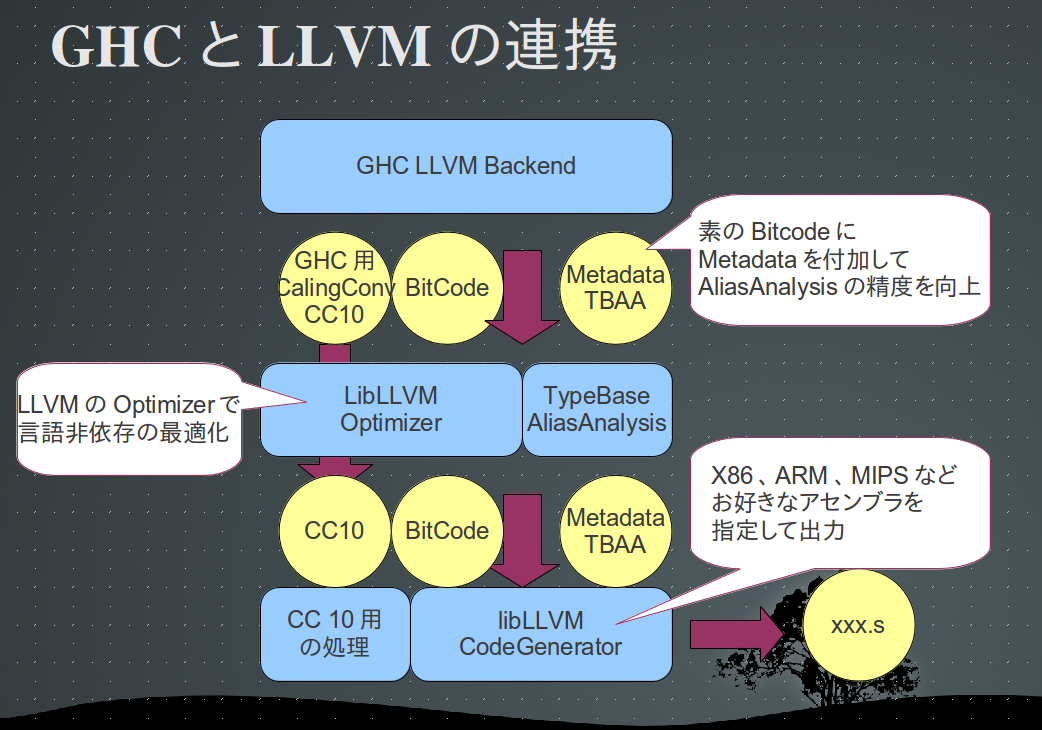 GHC と LLVM の連携
GHC LLVM Backend
GHC 用
CalingConv
CC10
BitCode
Metadata
TBAA
素の Bitcode に
Metadata を付加して
AliasAnalysis の精度を向上
LLVM の Optimizer で
言語非依存の最適化
LibLLVM
Optimizer
TypeBase
AliasAnalysis
CC10
BitCode
Metadata
TBAA
X86 、 ARM 、 MIPS など
お好きなアセンブラを
指定して出力
CC 10 用
の処理
libLLVM
CodeGenerator
xxx.s